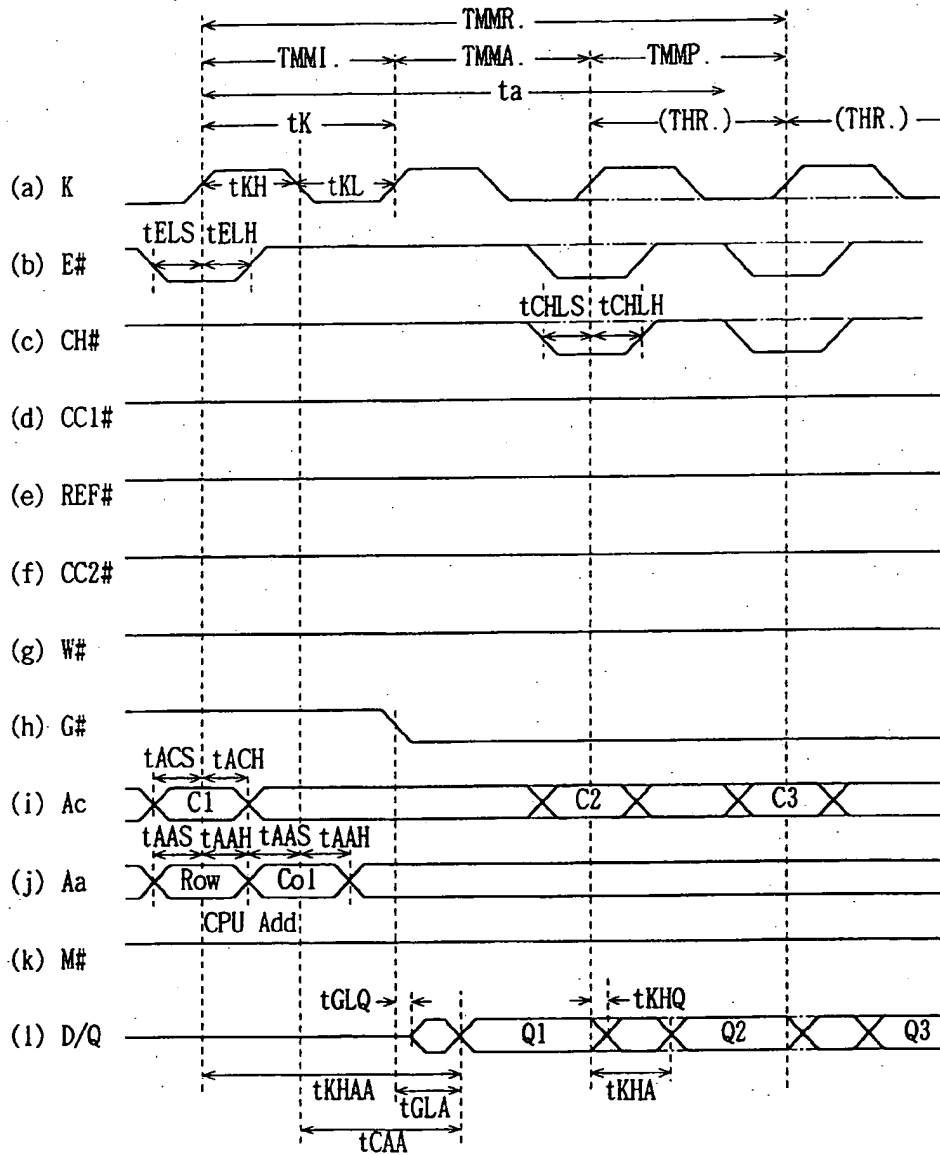 TMMR.
TMMI. TMMA. TMMP.
ta
tK (THR.) (THR.)
(a) K tKH tKL
tELS tELH
(b) E#
tCHLS tCHLH
(c) CH#
(d) CC1#
(e) REF#
(f) CC2#
(g) W#
(h) G#
tACS tACH
(i) Ac C1 C2 C3
tAAS tAAH tAAS tAAH
(j) Aa Row Col
CPU Add
(k) M#
tGLQ tKHQ
(l) D/Q Q1 Q2 Q3
tKHAA tKHA
tGLA
tCAA